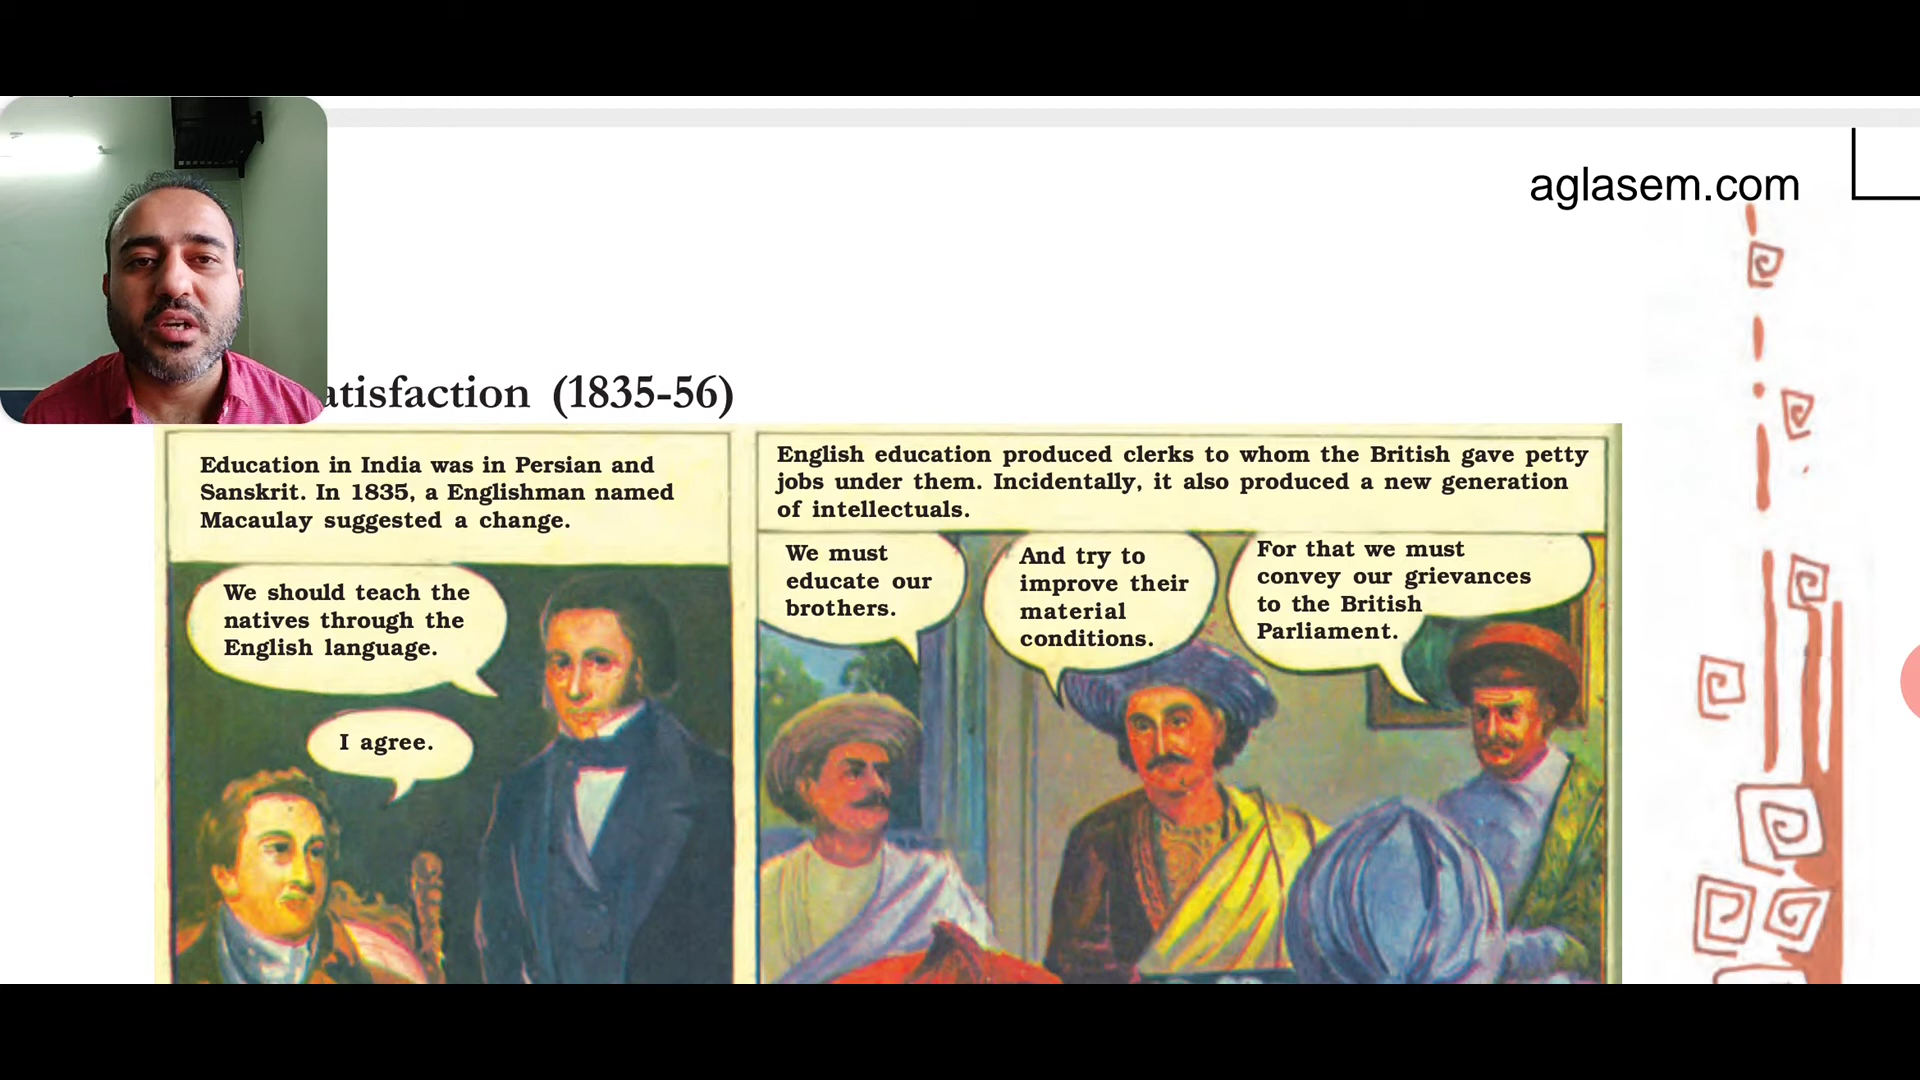 aglasem.com
atisfaction (1835-56)
Education in India was in Persian and
Sanskrit. In 1835, a Englishman named
Macaulay suggested a change.
We should teach the
natives through the
English language.
I agree.
English education produced clerks to whom the British gave petty
jobs under them. Incidentally, it also produced a new generation
of intellectuals.
We must
educate our
brothers.
And try to
improve their
material
conditions.
For that we must
convey our grievances
to the British
Parliament.